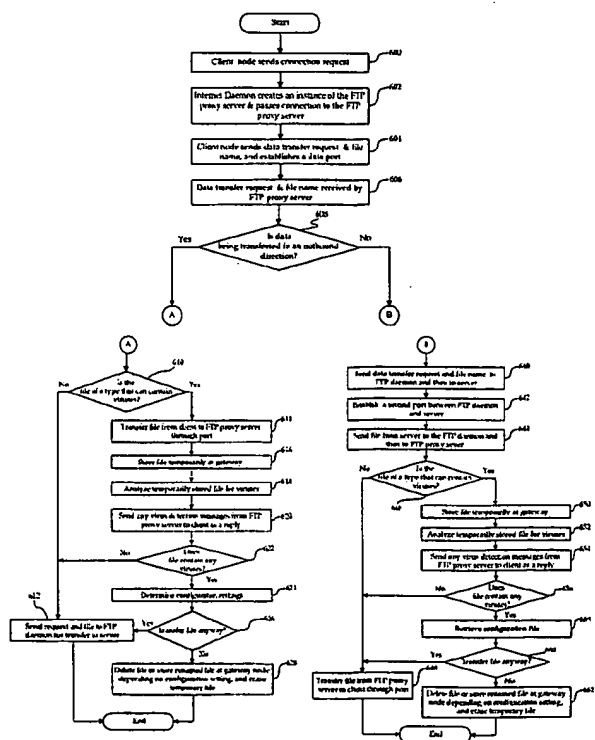 Start
Client node sends connection request
Internet Daemon creates an instance of the FTP
proxy server & passes connection to the FTP
proxy server
602
Client node sends data transfer request & file
name, and establishes a data port
Data transfer request & file name received by
FTP proxy server
606
Is data
being transferred in an outbound
direction?
Yes
No
A
B
A
Is the
file of a type that can contain
viruses?
No
Yes
Transfer file from client to FTP proxy server
through port
Store file temporarily at gateway
Analyze temporarily stored file for viruses
Send any virus detection messages from FTP
proxy server to client as a reply
Does
file contain any
viruses?
622
No
Yes
Determine configuration settings
Transfer file anyway?
Yes
No
612
Send request and file to FTP
daemon for transfer to server
Delete file or store renamed file at gateway node
depending on configuration setting, and erase
temporary file
628
End
B
Send data transfer request and file name to
FTP daemon and then to server
640
Establish a second port between FTP daemon
and server
642
Send file from server to the FTP daemon and
then to FTP proxy server
Is the
file of a type that can contain
viruses?
No
Yes
Store file temporarily at gateway
Analyze temporarily stored file for viruses
652
Send any virus detection messages from
FTP proxy server to client as a reply
Does
file contain any
viruses?
No
Yes
Retrieve configuration file
Transfer file anyway?
Yes
No
Transfer file from FTP proxy
server to client through port
Delete file or store renamed file at gateway
node depending on configuration setting,
and erase temporary file
End